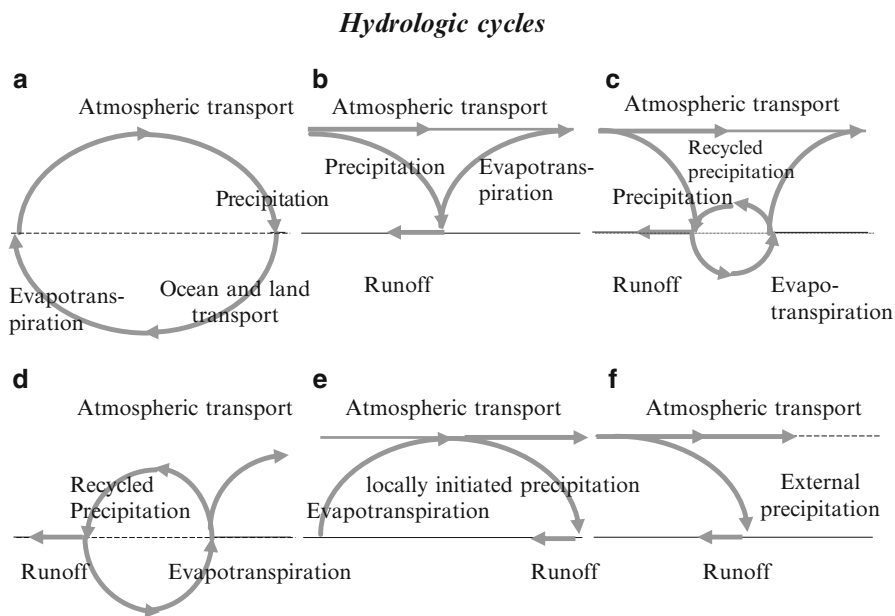 Hydrologic cycles
a
Atmospheric transport
Precipitation
Evapotrans-
piration
Ocean and land
transport
b
Atmospheric transport
Precipitation
Evapotrans-
piration
Runoff
c
Atmospheric transport
Recycled
precipitation
Precipitation
Runoff
Evapo-
transpiration
d
Atmospheric transport
Recycled
Precipitation
Runoff
Evapotranspiration
e
Atmospheric transport
locally initiated precipitation
Evapotranspiration
Runoff
f
Atmospheric transport
External
precipitation
Runoff